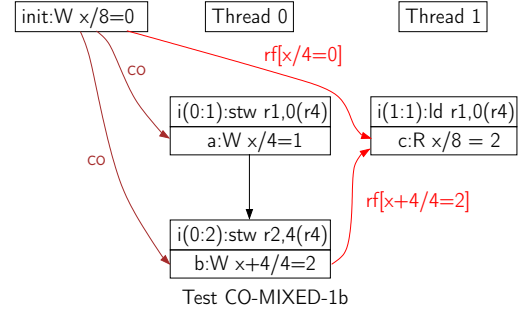 init:W x/8=0
Thread 0
Thread 1
rf[x/4=0]
co
co
i(0:1):stw r1,0(r4)
a:W x/4=1
i(1:1):ld r1,0(r4)
c:R x/8 = 2
rf[x+4/4=2]
i(0:2):stw r2,4(r4)
b:W x+4/4=2
Test CO-MIXED-1b